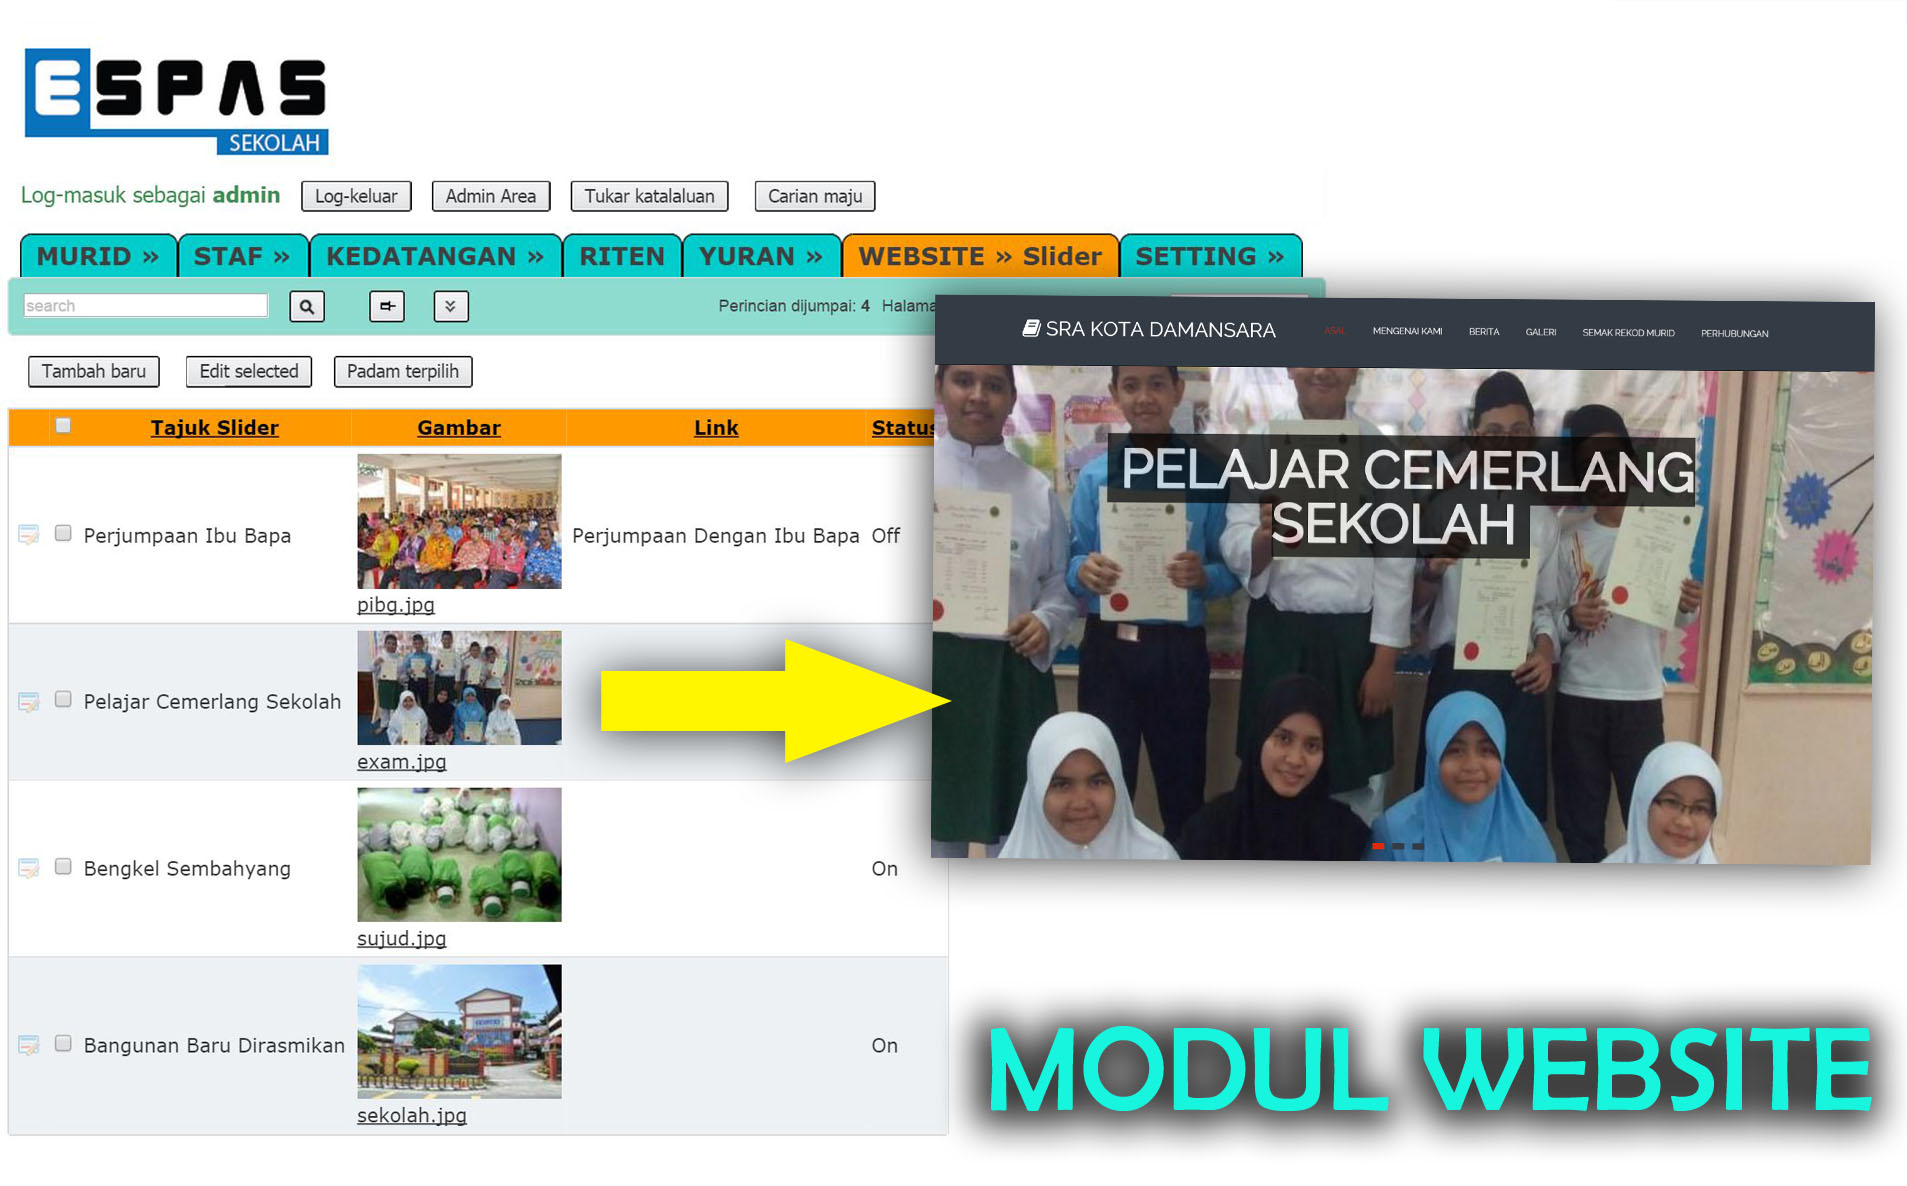 ESPAS
SEKOLAH
Log-masuk sebagai admin Log-keluar Admin Area Tukar katalaluan Carian maju
MURID » STAF » KEDATANGAN » RITEN YURAN » WEBSITE » Slider SETTING »
search Perincian dijumpai: 4
Tambah baru Edit selected Padam terpilih
Tajuk Slider Gambar Link Status
Perjumpaan Ibu Bapa Perjumpaan Dengan Ibu Bapa Off
pibg.jpg
Pelajar Cemerlang Sekolah
exam.jpg
Bengkel Sembahyang On
sujud.jpg
Bangunan Baru Dirasmikan On
sekolah.jpg
SRA KOTA DAMANSARA ASAL MENGENAI KAMI BERITA GALERI SEMAK REKOD MURID PERHUBUNGAN
PELAJAR CEMERLANG
SEKOLAH
MODUL WEBSITE